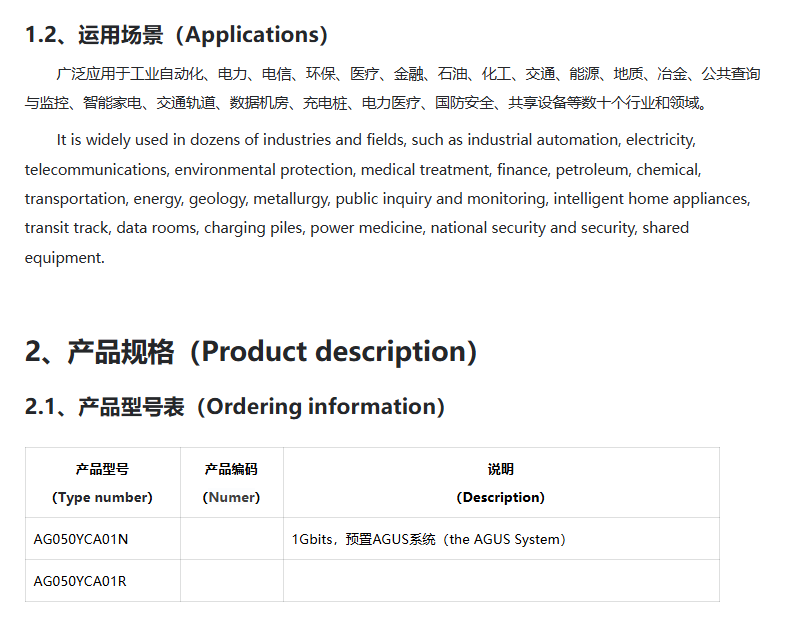 1.2、运用场景（Applications）
广泛应用于工业自动化、电力、电信、环保、医疗、金融、石油、化工、交通、能源、地质、冶金、公共查询
与监控、智能家电、交通轨道、数据机房、充电桩、电力医疗、国防安全、共享设备等数十个行业和领域。
It is widely used in dozens of industries and fields, such as industrial automation, electricity,
telecommunications, environmental protection, medical treatment, finance, petroleum, chemical,
transportation, energy, geology, metallurgy, public inquiry and monitoring, intelligent home appliances,
transit track, data rooms, charging piles, power medicine, national security and security, shared
equipment.
2、产品规格（Product description）
2.1、产品型号表（Ordering information）
产品型号 产品编码 说明
（Type number） （Numer） （Description）
AG050YCA01N 1Gbits，预置AGUS系统（the AGUS System）
AG050YCA01R